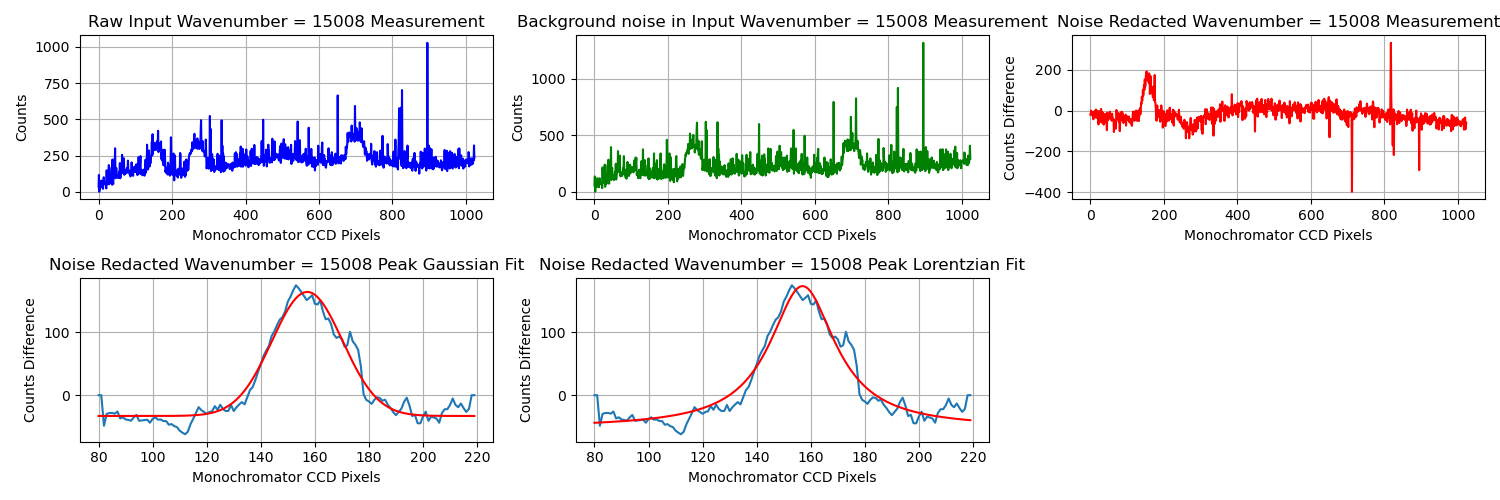 Raw Input Wavenumber = 15008 Measurement
Counts
1000
750
500
250
0
0 200 400 600 800 1000
Monochromator CCD Pixels
Background noise in Input Wavenumber = 15008 Measurement
Counts
1000
500
0
0 200 400 600 800 1000
Monochromator CCD Pixels
Noise Redacted Wavenumber = 15008 Measurement
Counts Difference
200
0
−200
−400
0 200 400 600 800 1000
Monochromator CCD Pixels
Noise Redacted Wavenumber = 15008 Peak Gaussian Fit
Counts Difference
100
0
80 100 120 140 160 180 200 220
Monochromator CCD Pixels
Noise Redacted Wavenumber = 15008 Peak Lorentzian Fit
Counts Difference
100
0
80 100 120 140 160 180 200 220
Monochromator CCD Pixels